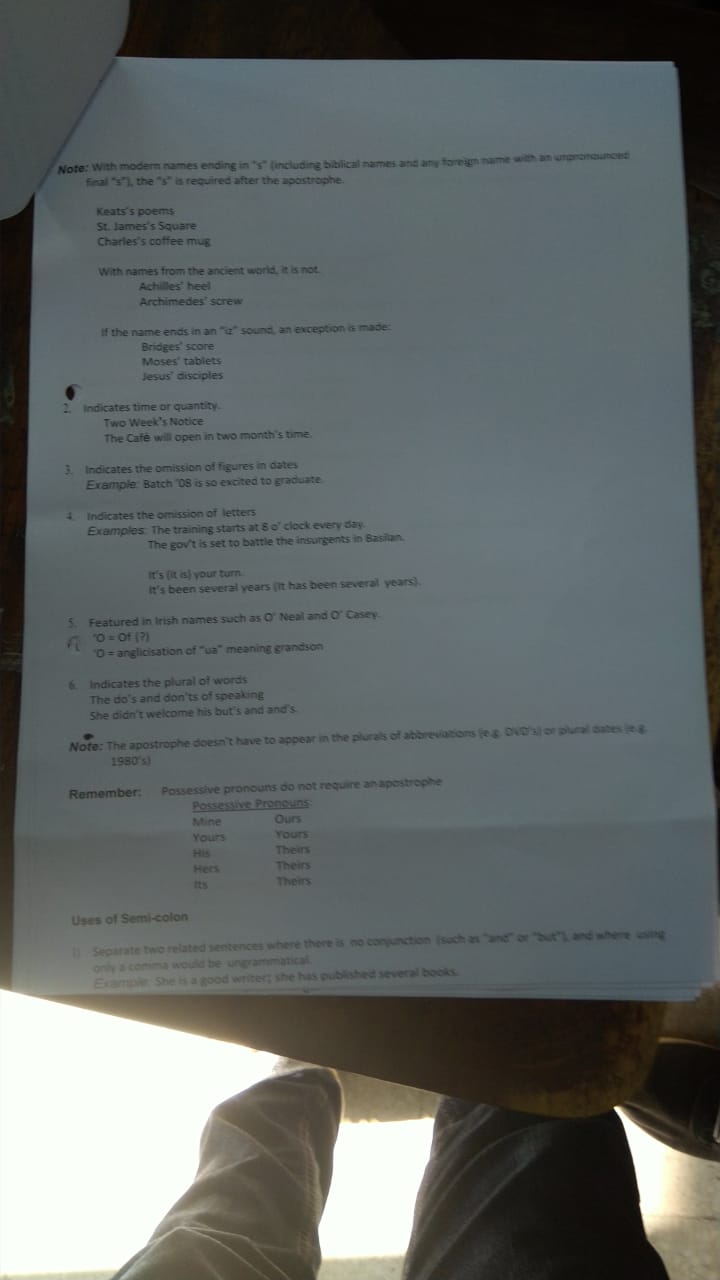 Note: With modern names ending in "s" (including biblical names and any foreign name with an unpronounced
final "s"), the "s" is required after the apostrophe.
Keats's poems
St. James's Square
Charles's coffee mug
With names from the ancient world, it is not.
Achilles' heel
Archimedes' screw
If the name ends in an "iz" sound, an exception is made:
Bridges' score
Moses' tablets
Jesus' disciples
2. Indicates time or quantity.
Two Week's Notice
The Café will open in two month's time.
3. Indicates the omission of figures in dates
Example: Batch '08 is so excited to graduate.
4. Indicates the omission of letters
Examples: The training starts at 8 o' clock every day.
The gov't is set to battle the insurgents in Basilan.
It's (it is) your turn.
It's been several years (It has been several years).
5. Featured in Irish names such as O' Neal and O' Casey.
'O = Of (?)
'O = anglicisation of "ua" meaning grandson
6. Indicates the plural of words
The do's and don'ts of speaking
She didn't welcome his but's and and's.
Note: The apostrophe doesn't have to appear in the plurals of abbreviations (e.g. DVD's) or plural dates (e.g.
1980's)
Remember: Possessive pronouns do not require an apostrophe
Possessive Pronouns:
Mine Ours
Yours Yours
His Theirs
Hers Theirs
Its Theirs
Uses of Semi-colon
1) Separate two related sentences where there is no conjunction (such as "and" or "but"), and where using
only a comma would be ungrammatical.
Example: She is a good writer; she has published several books.